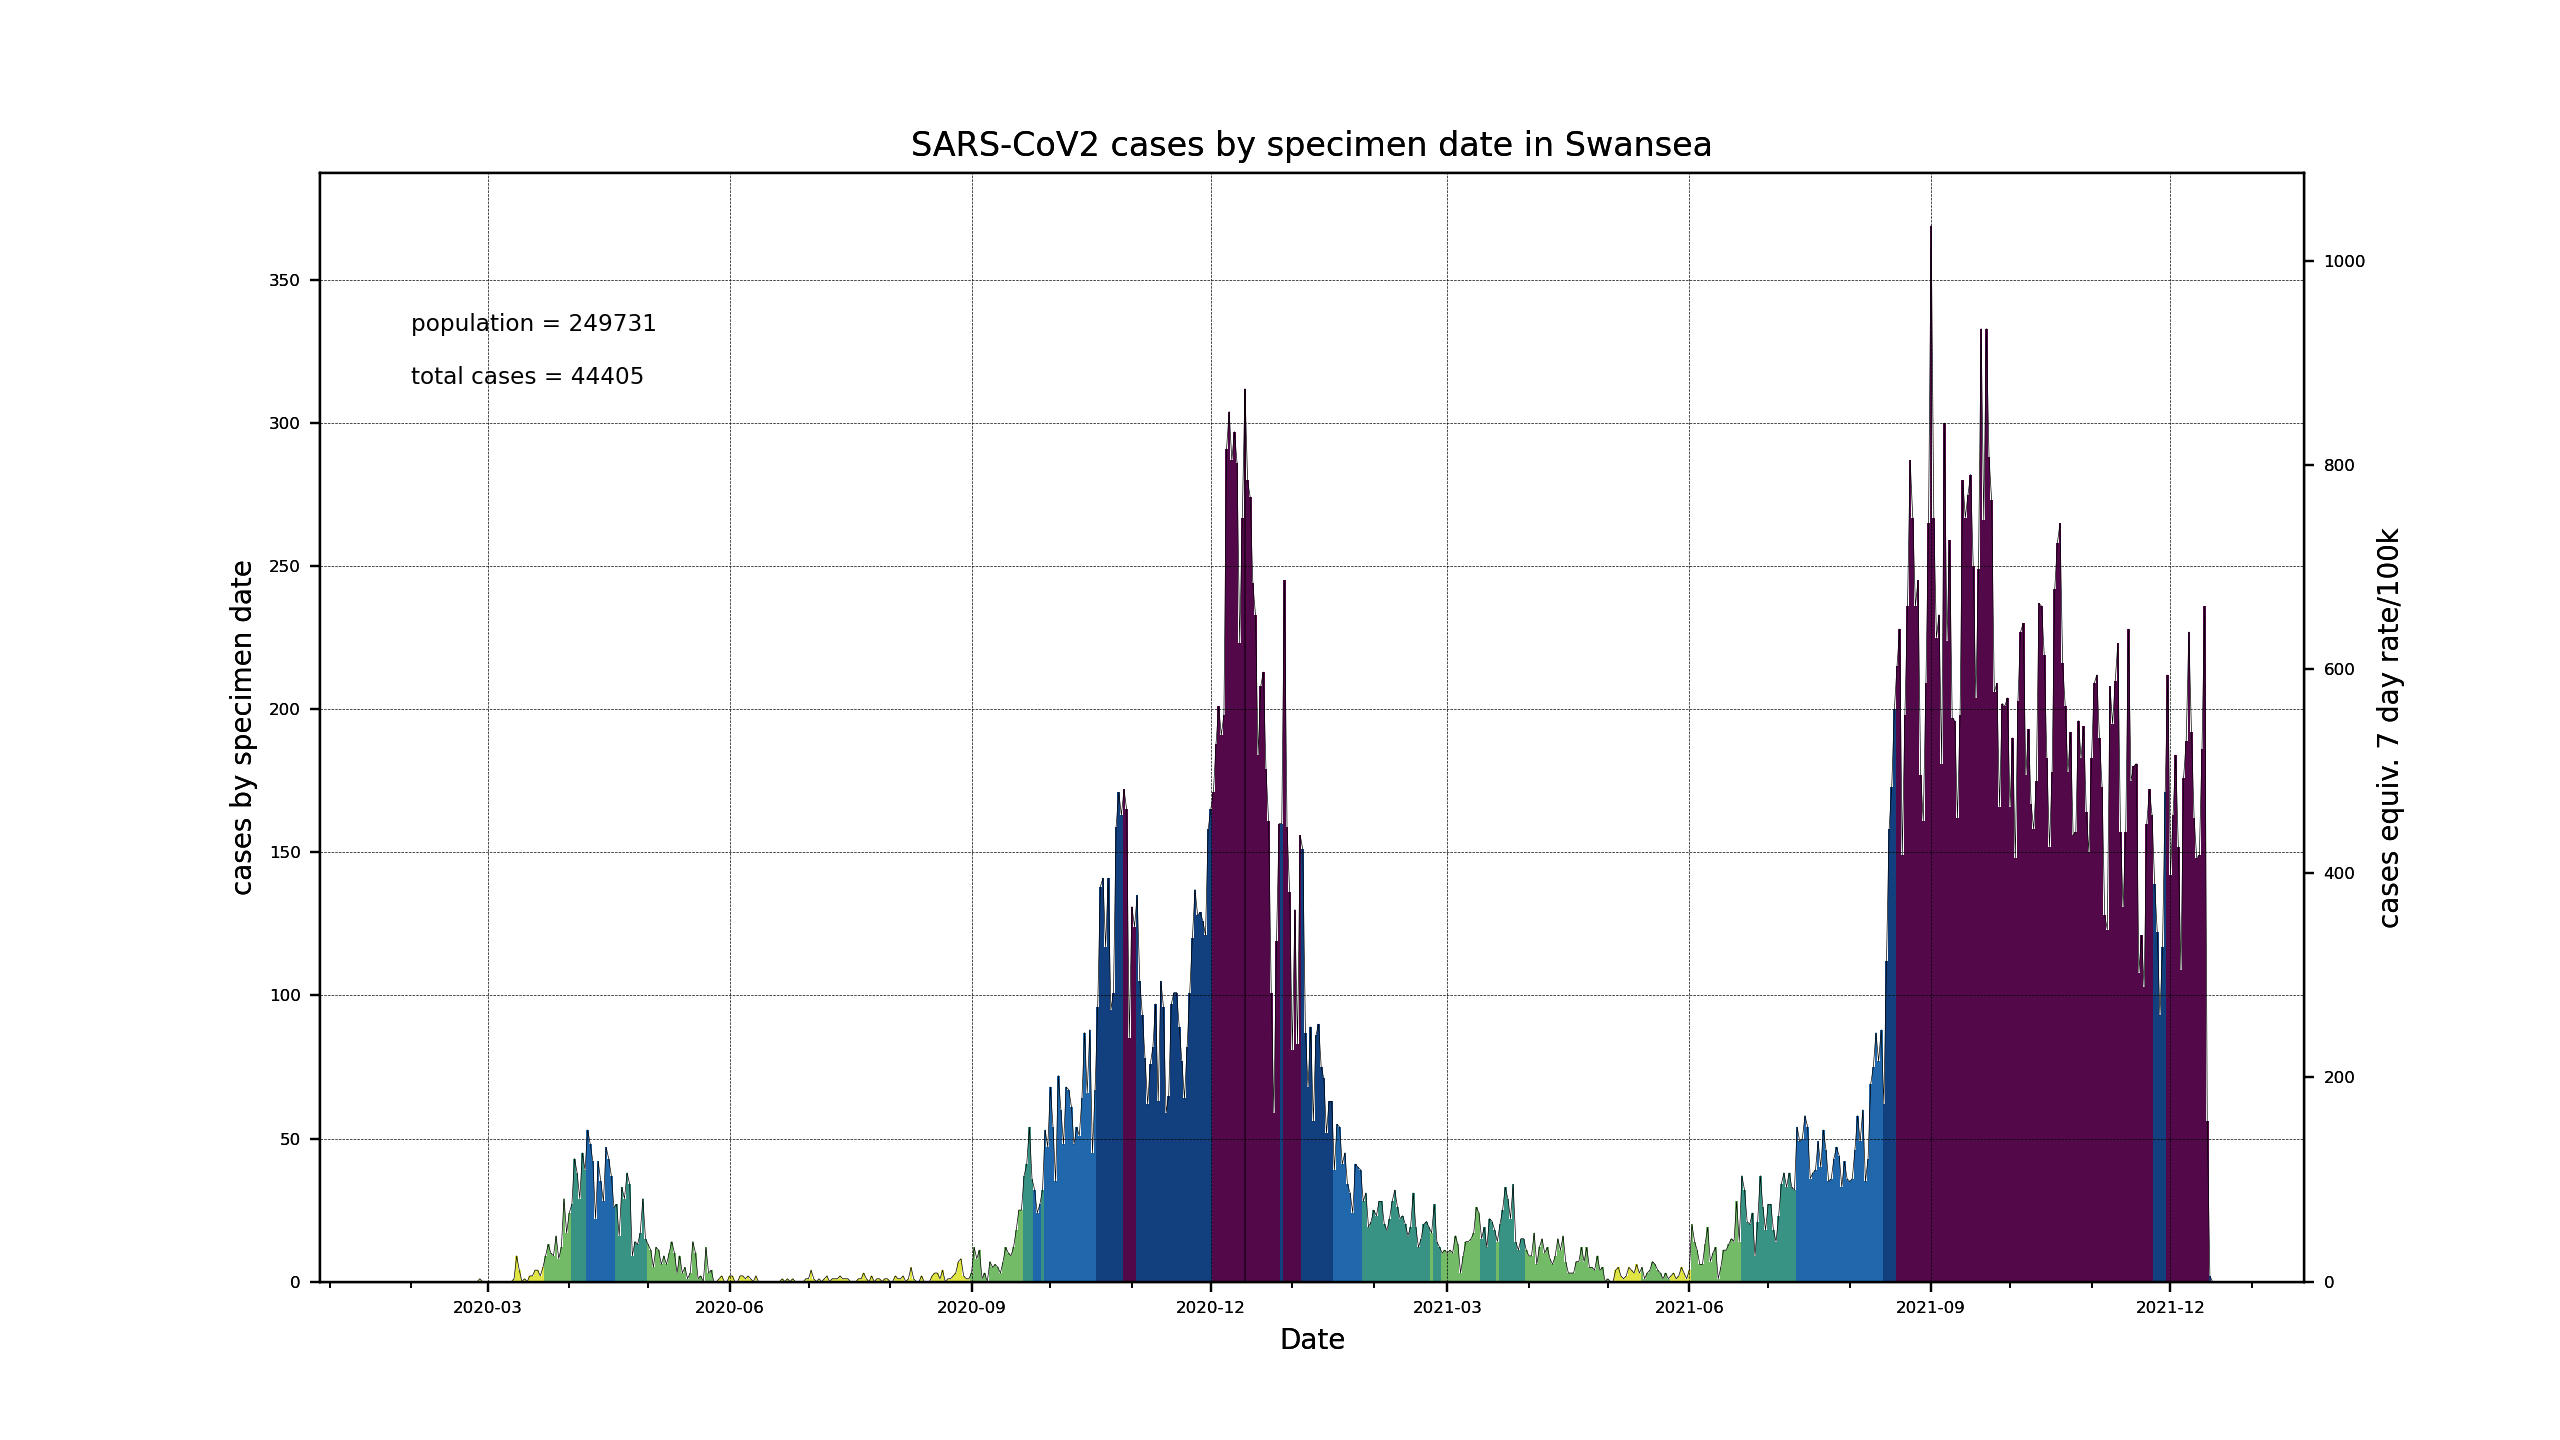 SARS-CoV2 cases by specimen date in Swansea
population = 249731
total cases = 44405
cases by specimen date
350
300
250
200
150
100
50
0
1000
800
600
400
200
0
cases equiv. 7 day rate/100k
2020-03 2020-06 2020-09 2020-12 2021-03 2021-06 2021-09 2021-12
Date